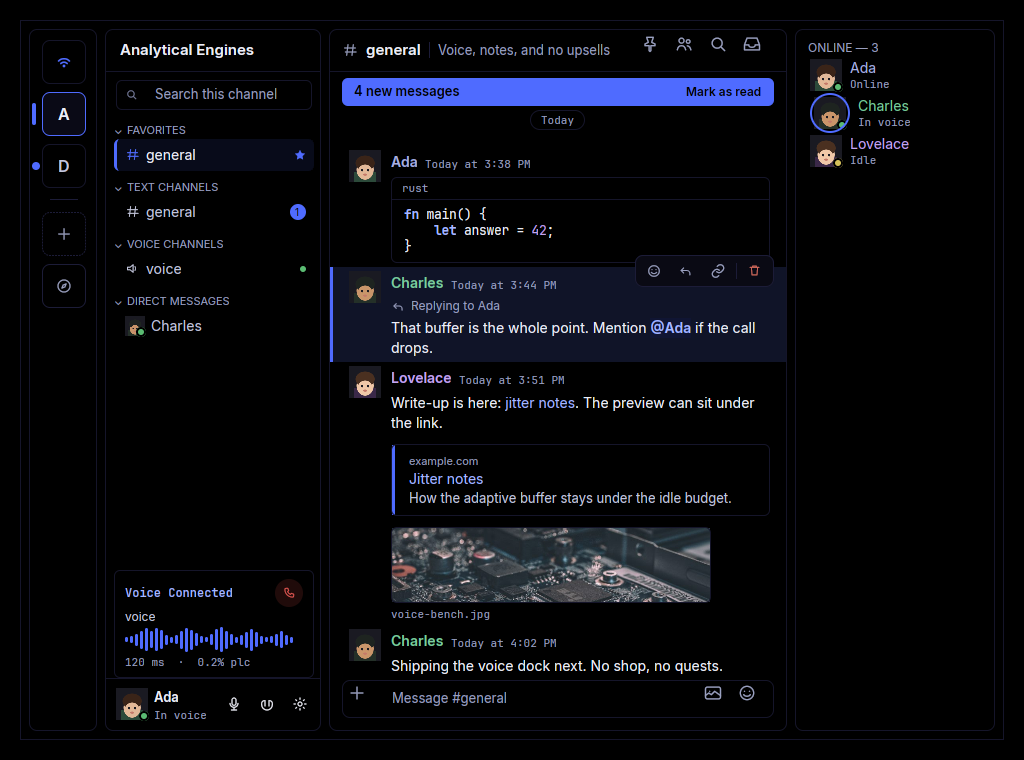 A
D
Analytical Engines
Search this channel
FAVORITES
general
TEXT CHANNELS
general
1
VOICE CHANNELS
voice
DIRECT MESSAGES
Charles
Voice Connected
voice
120 ms · 0.2% plc
Ada
In voice
# general
Voice, notes, and no upsells
4 new messages
Mark as read
Today
Ada Today at 3:38 PM
rust
fn main() {
let answer = 42;
}
Charles Today at 3:44 PM
Replying to Ada
That buffer is the whole point. Mention @Ada if the call
drops.
Lovelace Today at 3:51 PM
Write-up is here: jitter notes. The preview can sit under
the link.
example.com
Jitter notes
How the adaptive buffer stays under the idle budget.
voice-bench.jpg
Charles Today at 4:02 PM
Shipping the voice dock next. No shop, no quests.
Message #general
ONLINE — 3
Ada
Online
Charles
In voice
Lovelace
Idle